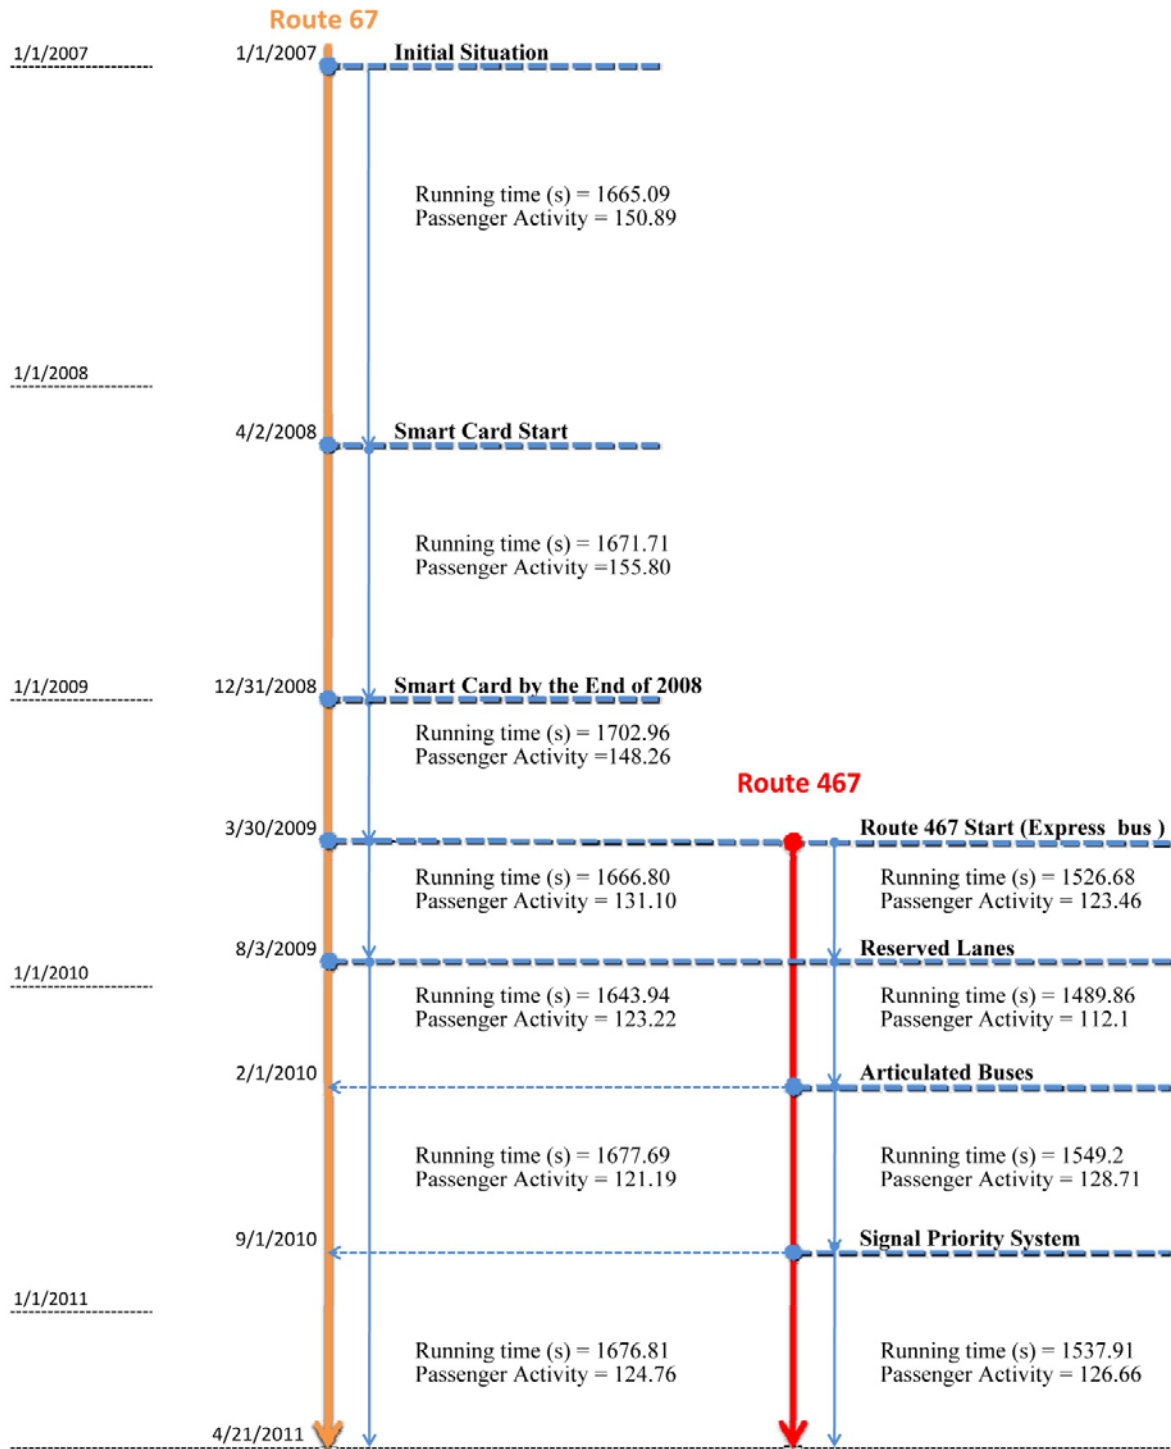 Route 67
1/1/2007
1/1/2007
Initial Situation
Running time (s) = 1665.09
Passenger Activity = 150.89
1/1/2008
4/2/2008
Smart Card Start
Running time (s) = 1671.71
Passenger Activity =155.80
1/1/2009
12/31/2008
Smart Card by the End of 2008
Running time (s) = 1702.96
Passenger Activity =148.26
Route 467
3/30/2009
Route 467 Start (Express bus )
Running time (s) = 1666.80
Passenger Activity = 131.10
Running time (s) = 1526.68
Passenger Activity = 123.46
8/3/2009
Reserved Lanes
1/1/2010
Running time (s) = 1643.94
Passenger Activity = 123.22
Running time (s) = 1489.86
Passenger Activity = 112.1
2/1/2010
Articulated Buses
Running time (s) = 1677.69
Passenger Activity = 121.19
Running time (s) = 1549.2
Passenger Activity = 128.71
9/1/2010
Signal Priority System
1/1/2011
Running time (s) = 1676.81
Passenger Activity = 124.76
Running time (s) = 1537.91
Passenger Activity = 126.66
4/21/2011